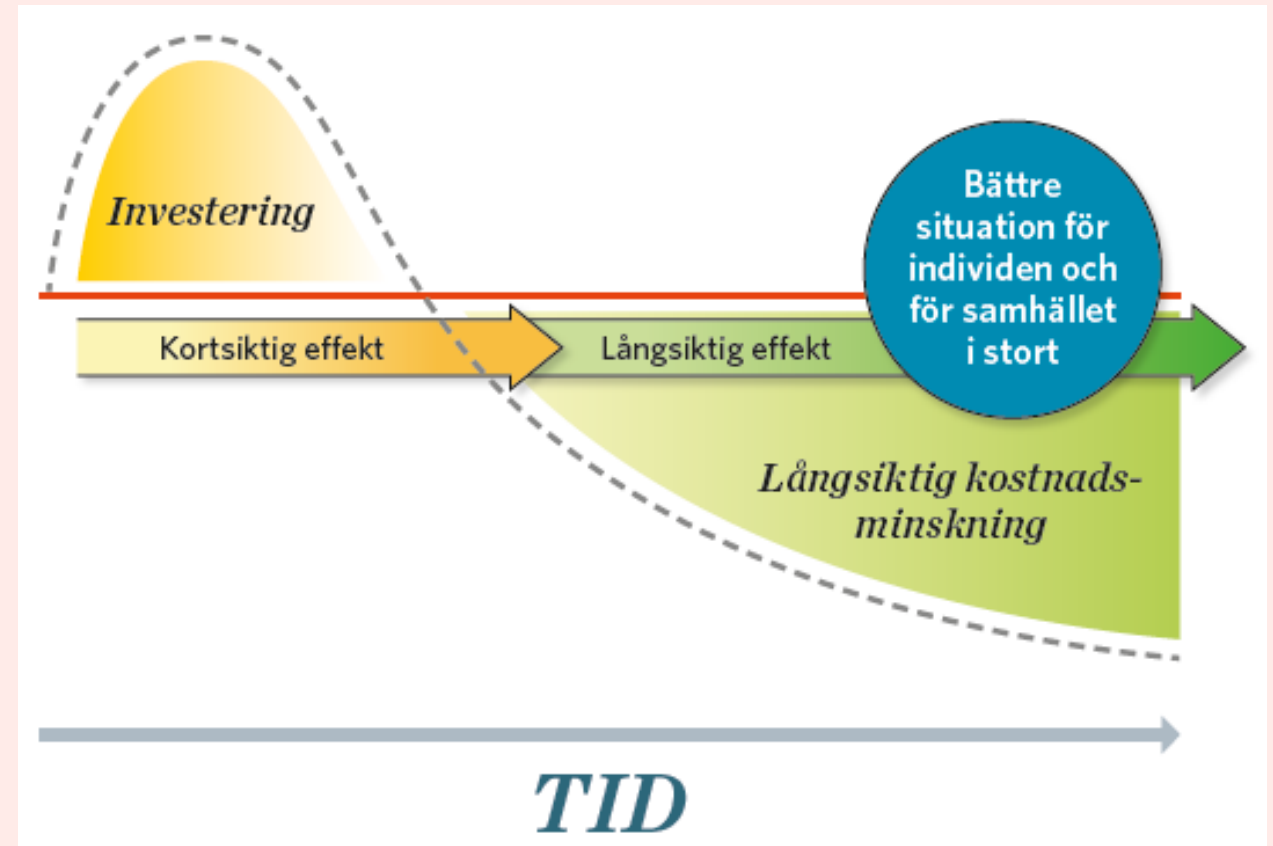 Investering
Bättre
situation för
individen och
för samhället
i stort
Kortsiktig effekt
Långsiktig effekt
Långsiktig kostnads-
minskning
TID